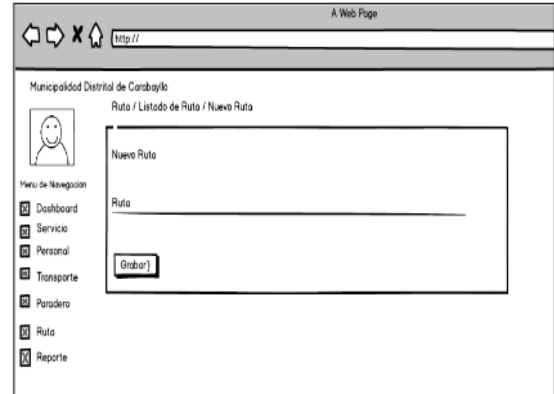 A Web Page
http://
Municipalidad Distrital de Carabayllo
Ruta / Listado de Ruta / Nuevo Ruta
Nuevo Ruta
Menu de Navegacion
Ruta
Dashboard
Servicio
Personal
Grabar}
Transporte
Paradero
Ruta
Reporte